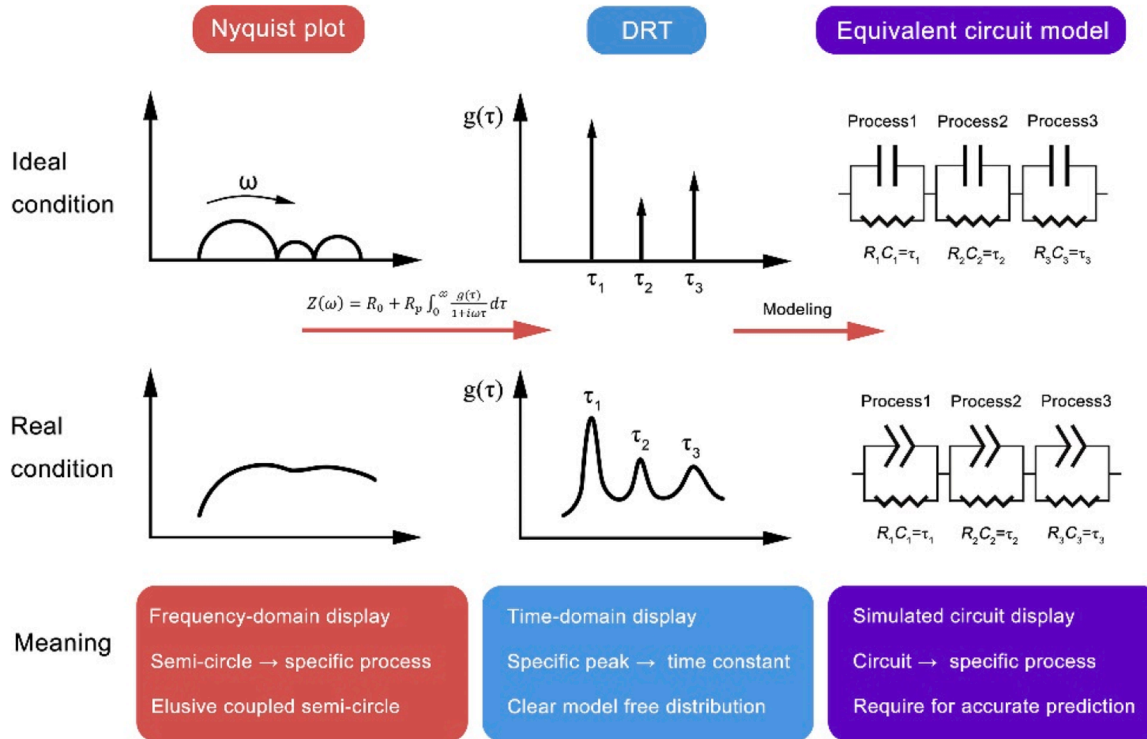 Nyquist plot
DRT
Equivalent circuit model
Ideal
condition
ω
g(τ)
τ1
τ2
τ3
Process1 Process2 Process3
R1C1=τ1 R2C2=τ2 R3C3=τ3
Z(ω) = R0 + Rp ∫0∞ g(τ)/1+iωτ dτ
Modeling
Real
condition
g(τ)
τ1
τ2
τ3
Process1 Process2 Process3
R1C1=τ1 R2C2=τ2 R3C3=τ3
Meaning
Frequency-domain display
Semi-circle → specific process
Elusive coupled semi-circle
Time-domain display
Specific peak → time constant
Clear model free distribution
Simulated circuit display
Circuit → specific process
Require for accurate prediction